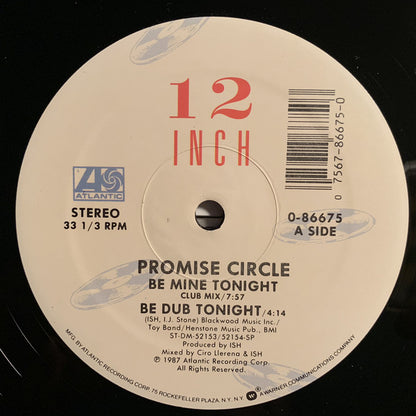 12
INCH
0 7567-86675-0
ATLANTIC
STEREO
33 1/3 RPM
0-86675
A SIDE
PROMISE CIRCLE
BE MINE TONIGHT
CLUB MIX/7:57
BE DUB TONIGHT/4:14
(ISH, I.J. Stone) Blackwood Music Inc./
Toy Band/Henstone Music Pub., BMI
ST-DM-52153/52154-SP
Produced by ISH
Mixed by Ciro Llerena & ISH
℗ 1987 Atlantic Recording Corp.
All Rights Reserved.
MFG. BY ATLANTIC RECORDING CORP. 75 ROCKEFELLER PLAZA, N.Y. N.Y. W A WARNER COMMUNICATIONS COMPANY